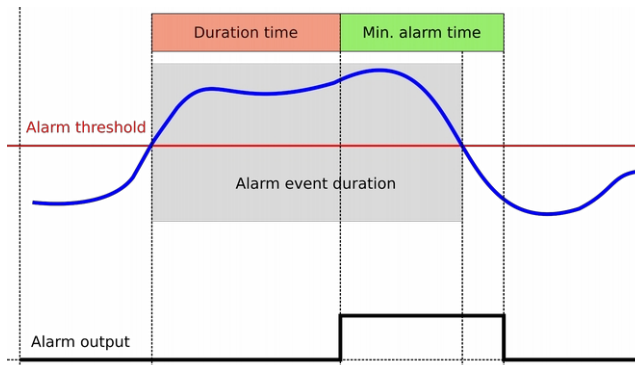 Duration time
Min. alarm time
Alarm threshold
Alarm event duration
Alarm output